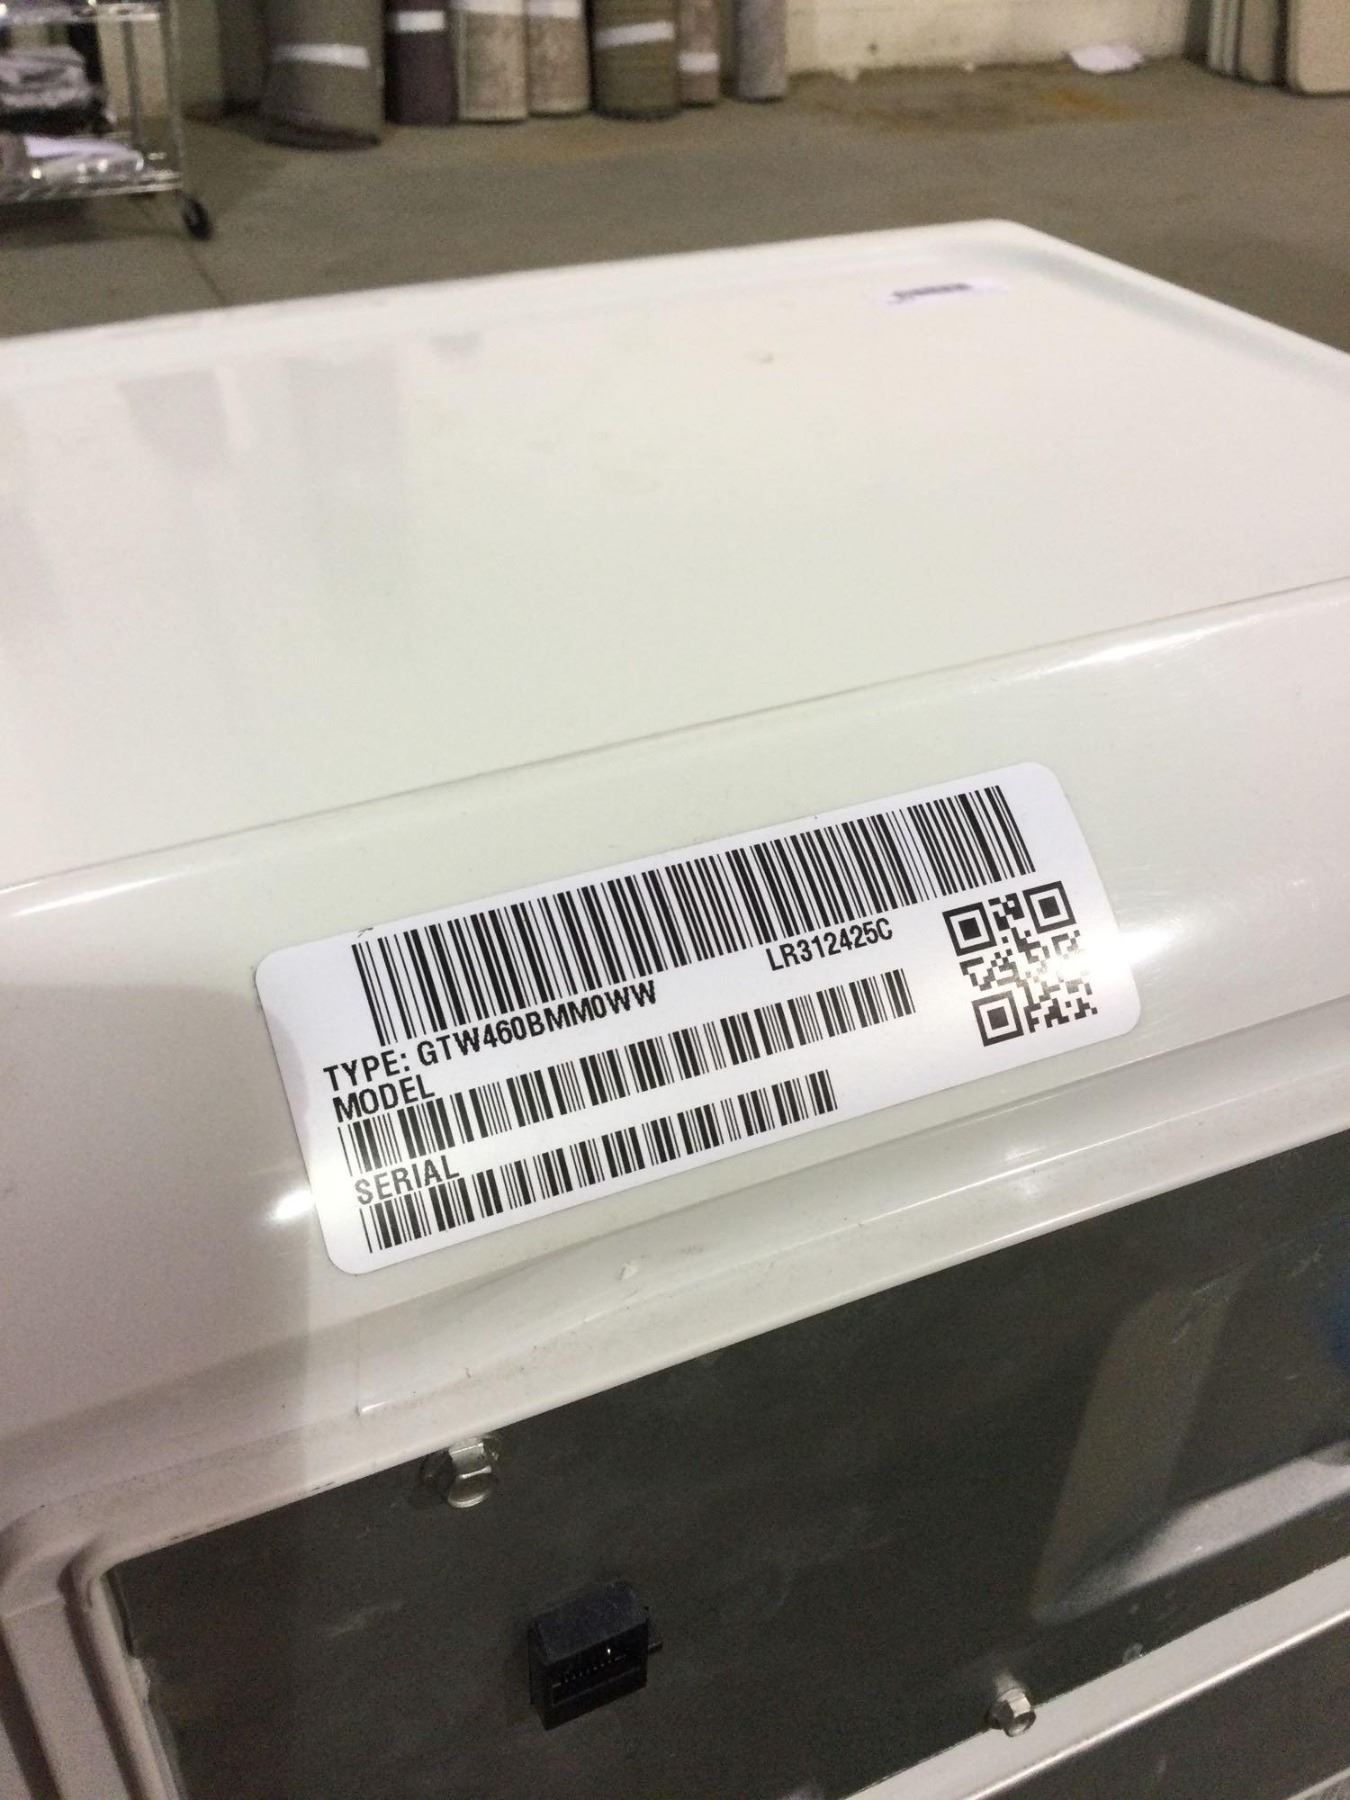 LR312425C
TYPE: GTW460BMM0WW
MODEL
SERIAL